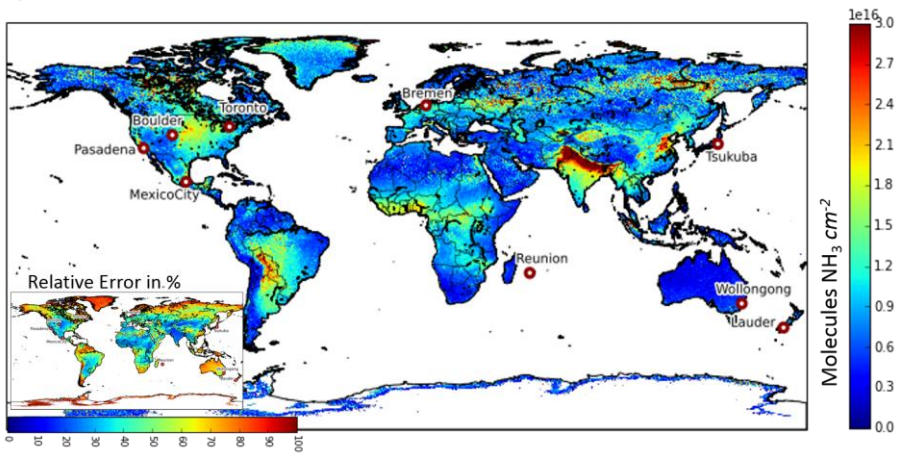 1e16
3.0
2.7
2.4
2.1
1.8
1.5
1.2
0.9
0.6
0.3
0.0
Molecules NH₃ cm⁻²
Bremen
Toronto
Boulder
Pasadena
Tsukuba
MexicoCity
Reunion
Wollongong
Lauder
Relative Error in %
0 10 20 30 40 50 60 70 80 90 100